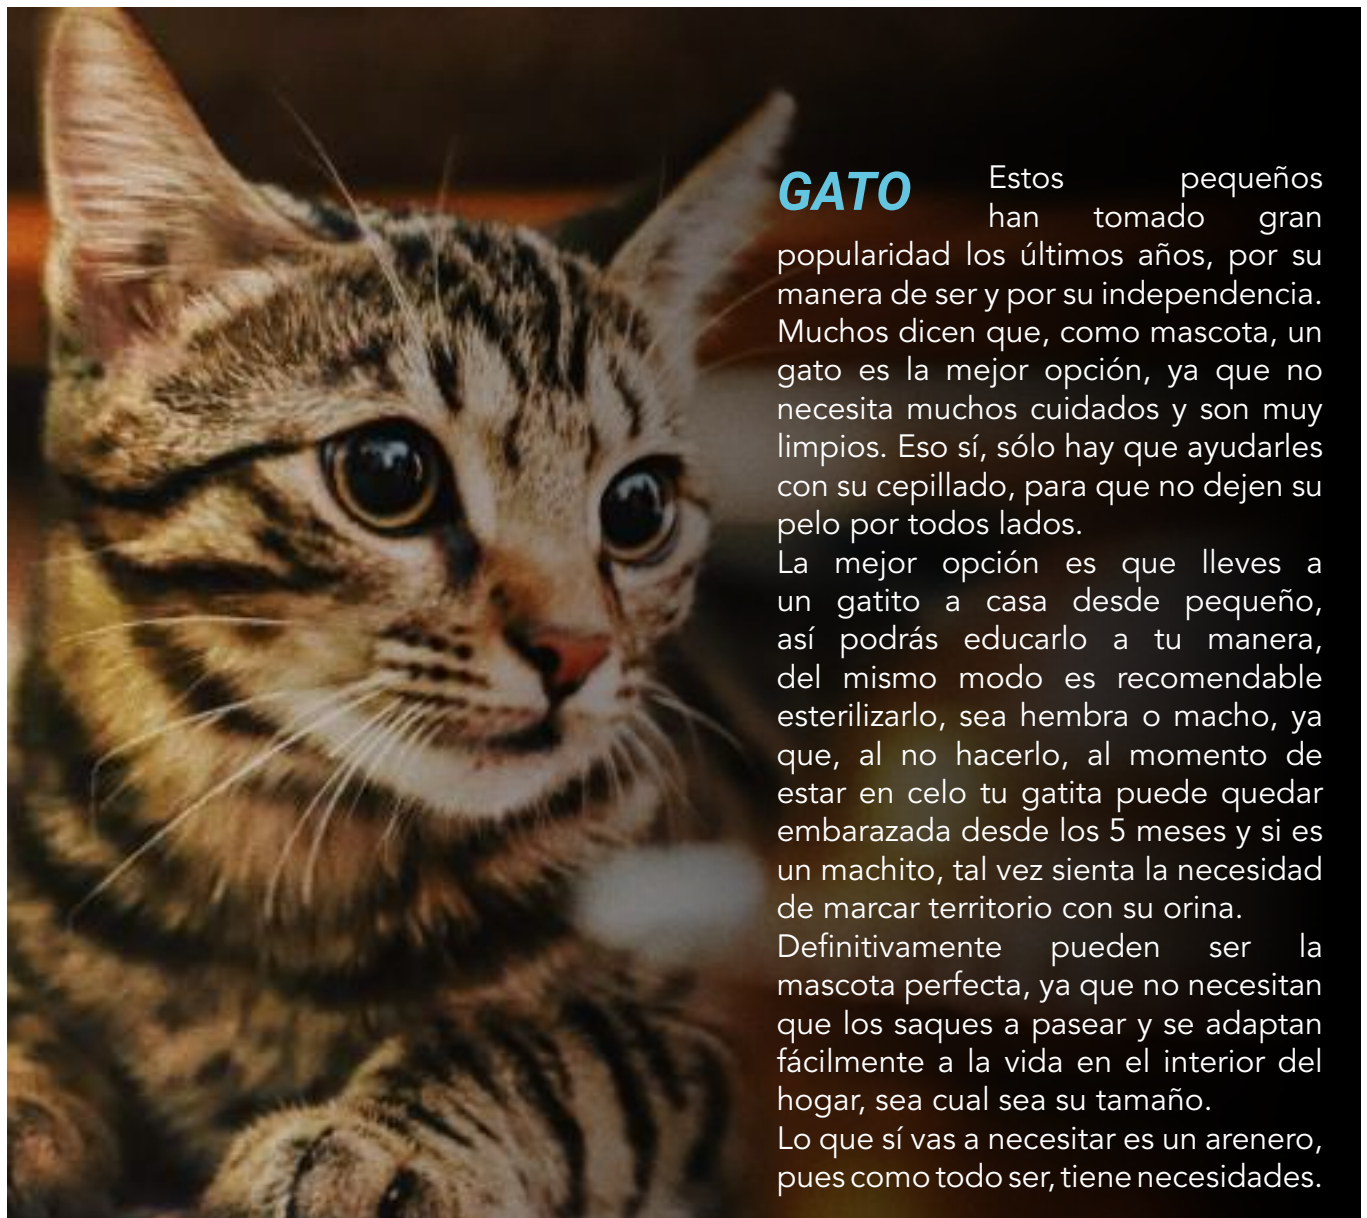 GATO
Estos pequeños
han tomado gran
popularidad los últimos años, por su
manera de ser y por su independencia.
Muchos dicen que, como mascota, un
gato es la mejor opción, ya que no
necesita muchos cuidados y son muy
limpios. Eso sí, sólo hay que ayudarles
con su cepillado, para que no dejen su
pelo por todos lados.
La mejor opción es que lleves a
un gatito a casa desde pequeño,
así podrás educarlo a tu manera,
del mismo modo es recomendable
esterilizarlo, sea hembra o macho, ya
que, al no hacerlo, al momento de
estar en celo tu gatita puede quedar
embarazada desde los 5 meses y si es
un machito, tal vez sienta la necesidad
de marcar territorio con su orina.
Definitivamente pueden ser la
mascota perfecta, ya que no necesitan
que los saques a pasear y se adaptan
fácilmente a la vida en el interior del
hogar, sea cual sea su tamaño.
Lo que sí vas a necesitar es un arenero,
pues como todo ser, tiene necesidades.